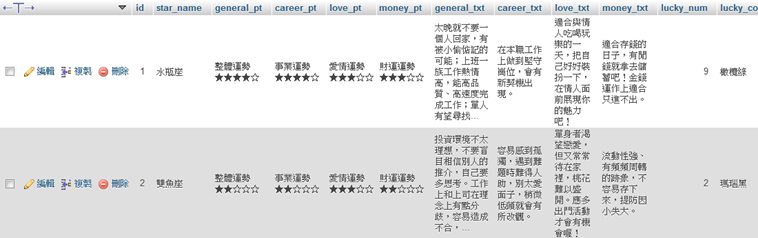 ←T→ id star_name general_pt career_pt love_pt money_pt general_txt career_txt love_txt money_txt lucky_num lucky_co
編輯 複製 刪除 1 水瓶座
整體運勢
★★★★☆
事業運勢
★★★★☆
愛情運勢
★★★☆☆
財運運勢
★★★☆☆
太晚就不要一
個人回家，有
被小偷惦記的
可能；上班一
族工作熱情
高，能高品
質、高速度完
成工作；單人
有望尋找...
在本職工作
上做到堅守
崗位，會有
新契機出
現。
適合與情
人吃喝玩
樂的一
天，把自
己好好裝
扮一下，
在情人面
前展現你
的魅力
吧！
適合存錢的
日子，有閒
錢就拿去儲
蓄吧！金錢
運作上適合
只進不出。
9
橄欖綠
編輯 複製 刪除 2 雙魚座
整體運勢
★★☆☆☆
事業運勢
★★☆☆☆
愛情運勢
★★☆☆☆
財運運勢
★★☆☆☆
投資環境不太
理想，不要盲
目相信別人的
推介，自己要
多思考。工作
上和上司在理
念上有點分
歧，容易造成
不合，...
容易感到孤
獨，遇到難
題時難得人
助，別太愛
面子，稍微
低頭就會有
所改觀。
單身者渴
望戀愛，
但又常常
待在家
裡，桃花
難以盛
開。應多
出門活動
才會有機
會喔！
流動性強、
有頻頻周轉
的跡象，不
容易存下
來，提防因
小失大。
2
瑪瑙黑